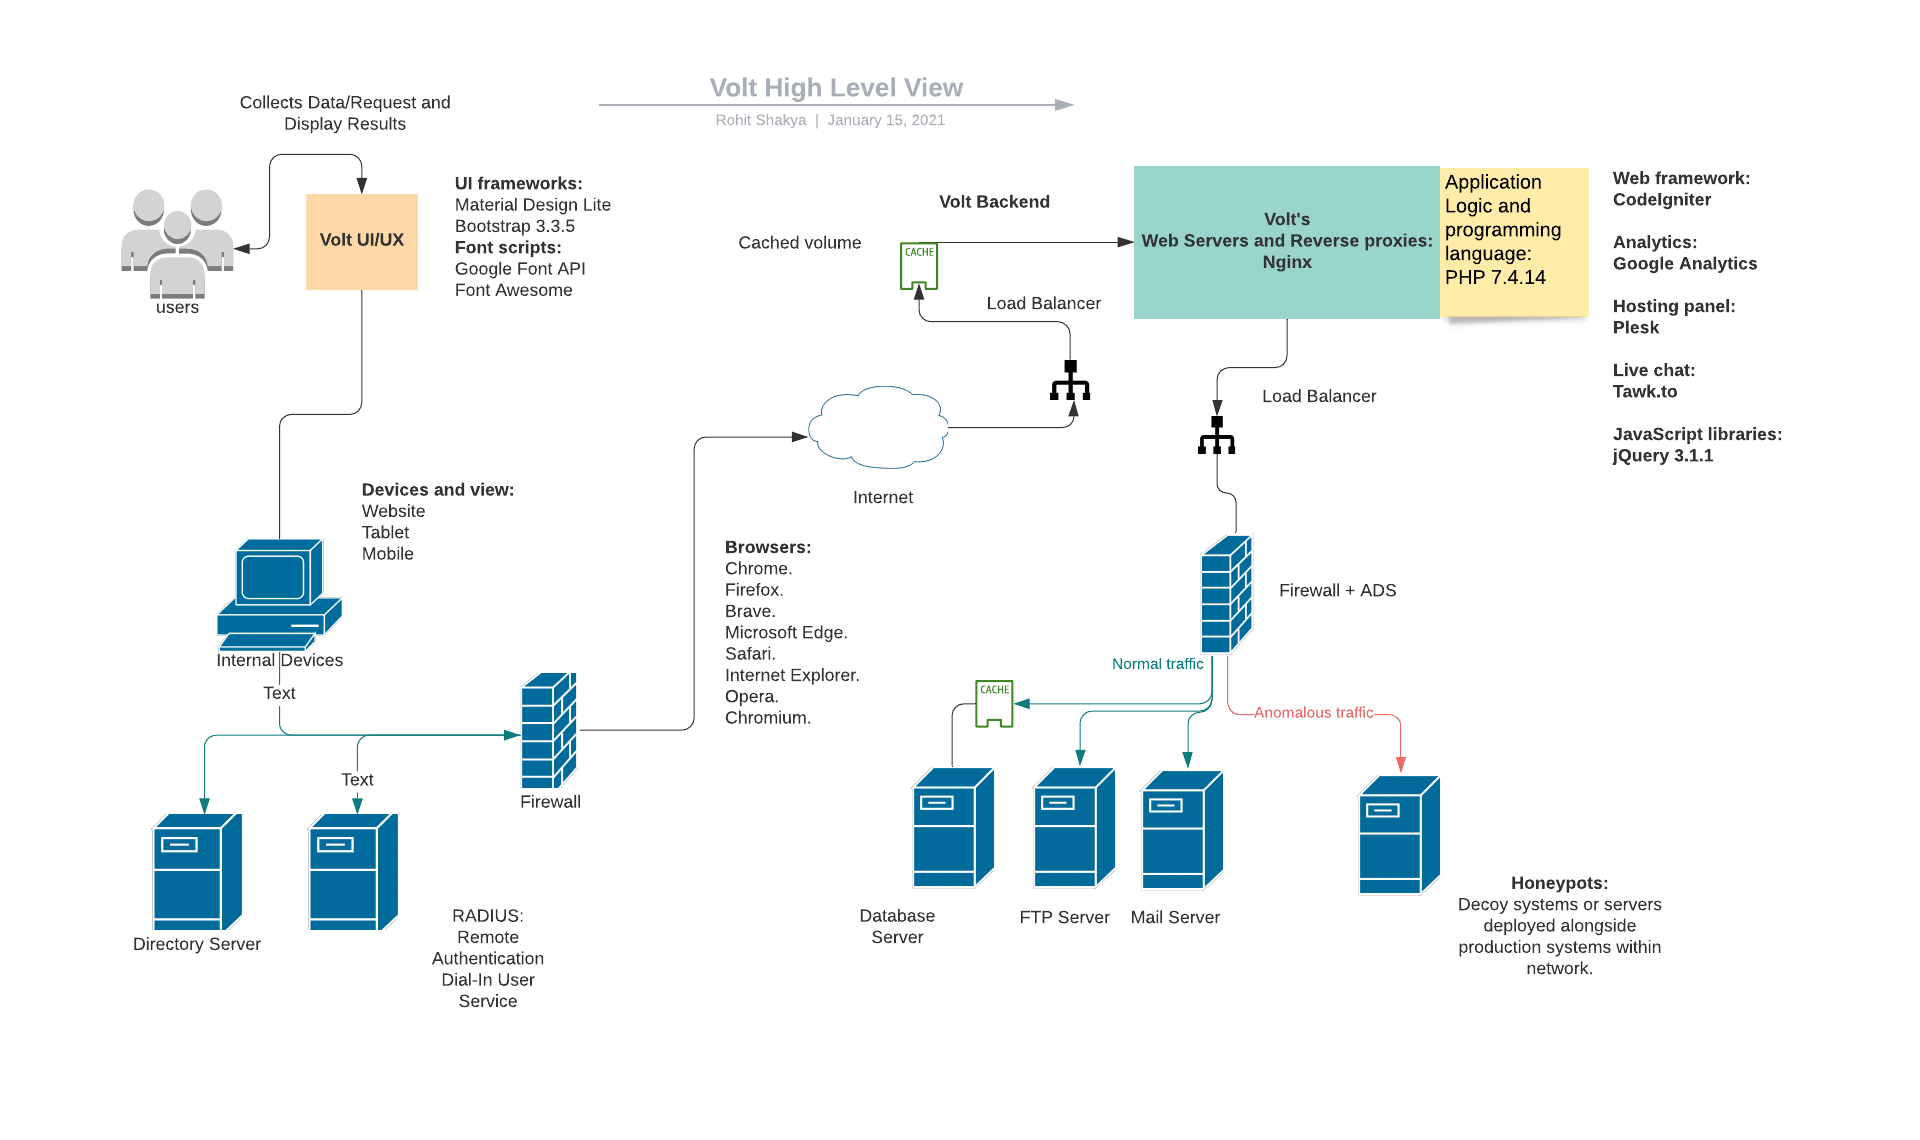 Volt High Level View
Rohit Shakya | January 15, 2021
Collects Data/Request and
Display Results
users
Volt UI/UX
UI frameworks:
Material Design Lite
Bootstrap 3.3.5
Font scripts:
Google Font API
Font Awesome
Volt Backend
Cached volume
CACHE
Load Balancer
Volt's
Web Servers and Reverse proxies:
Nginx
Application
Logic and
programming
language:
PHP 7.4.14
Web framework:
CodeIgniter
Analytics:
Google Analytics
Hosting panel:
Plesk
Live chat:
Tawk.to
JavaScript libraries:
jQuery 3.1.1
Load Balancer
Internet
Devices and view:
Website
Tablet
Mobile
Internal Devices
Text
Text
Firewall
Browsers:
Chrome.
Firefox.
Brave.
Microsoft Edge.
Safari.
Internet Explorer.
Opera.
Chromium.
Firewall + ADS
Normal traffic
CACHE
Anomalous traffic
Directory Server
RADIUS:
Remote
Authentication
Dial-In User
Service
Database
Server
FTP Server
Mail Server
Honeypots:
Decoy systems or servers
deployed alongside
production systems within
network.